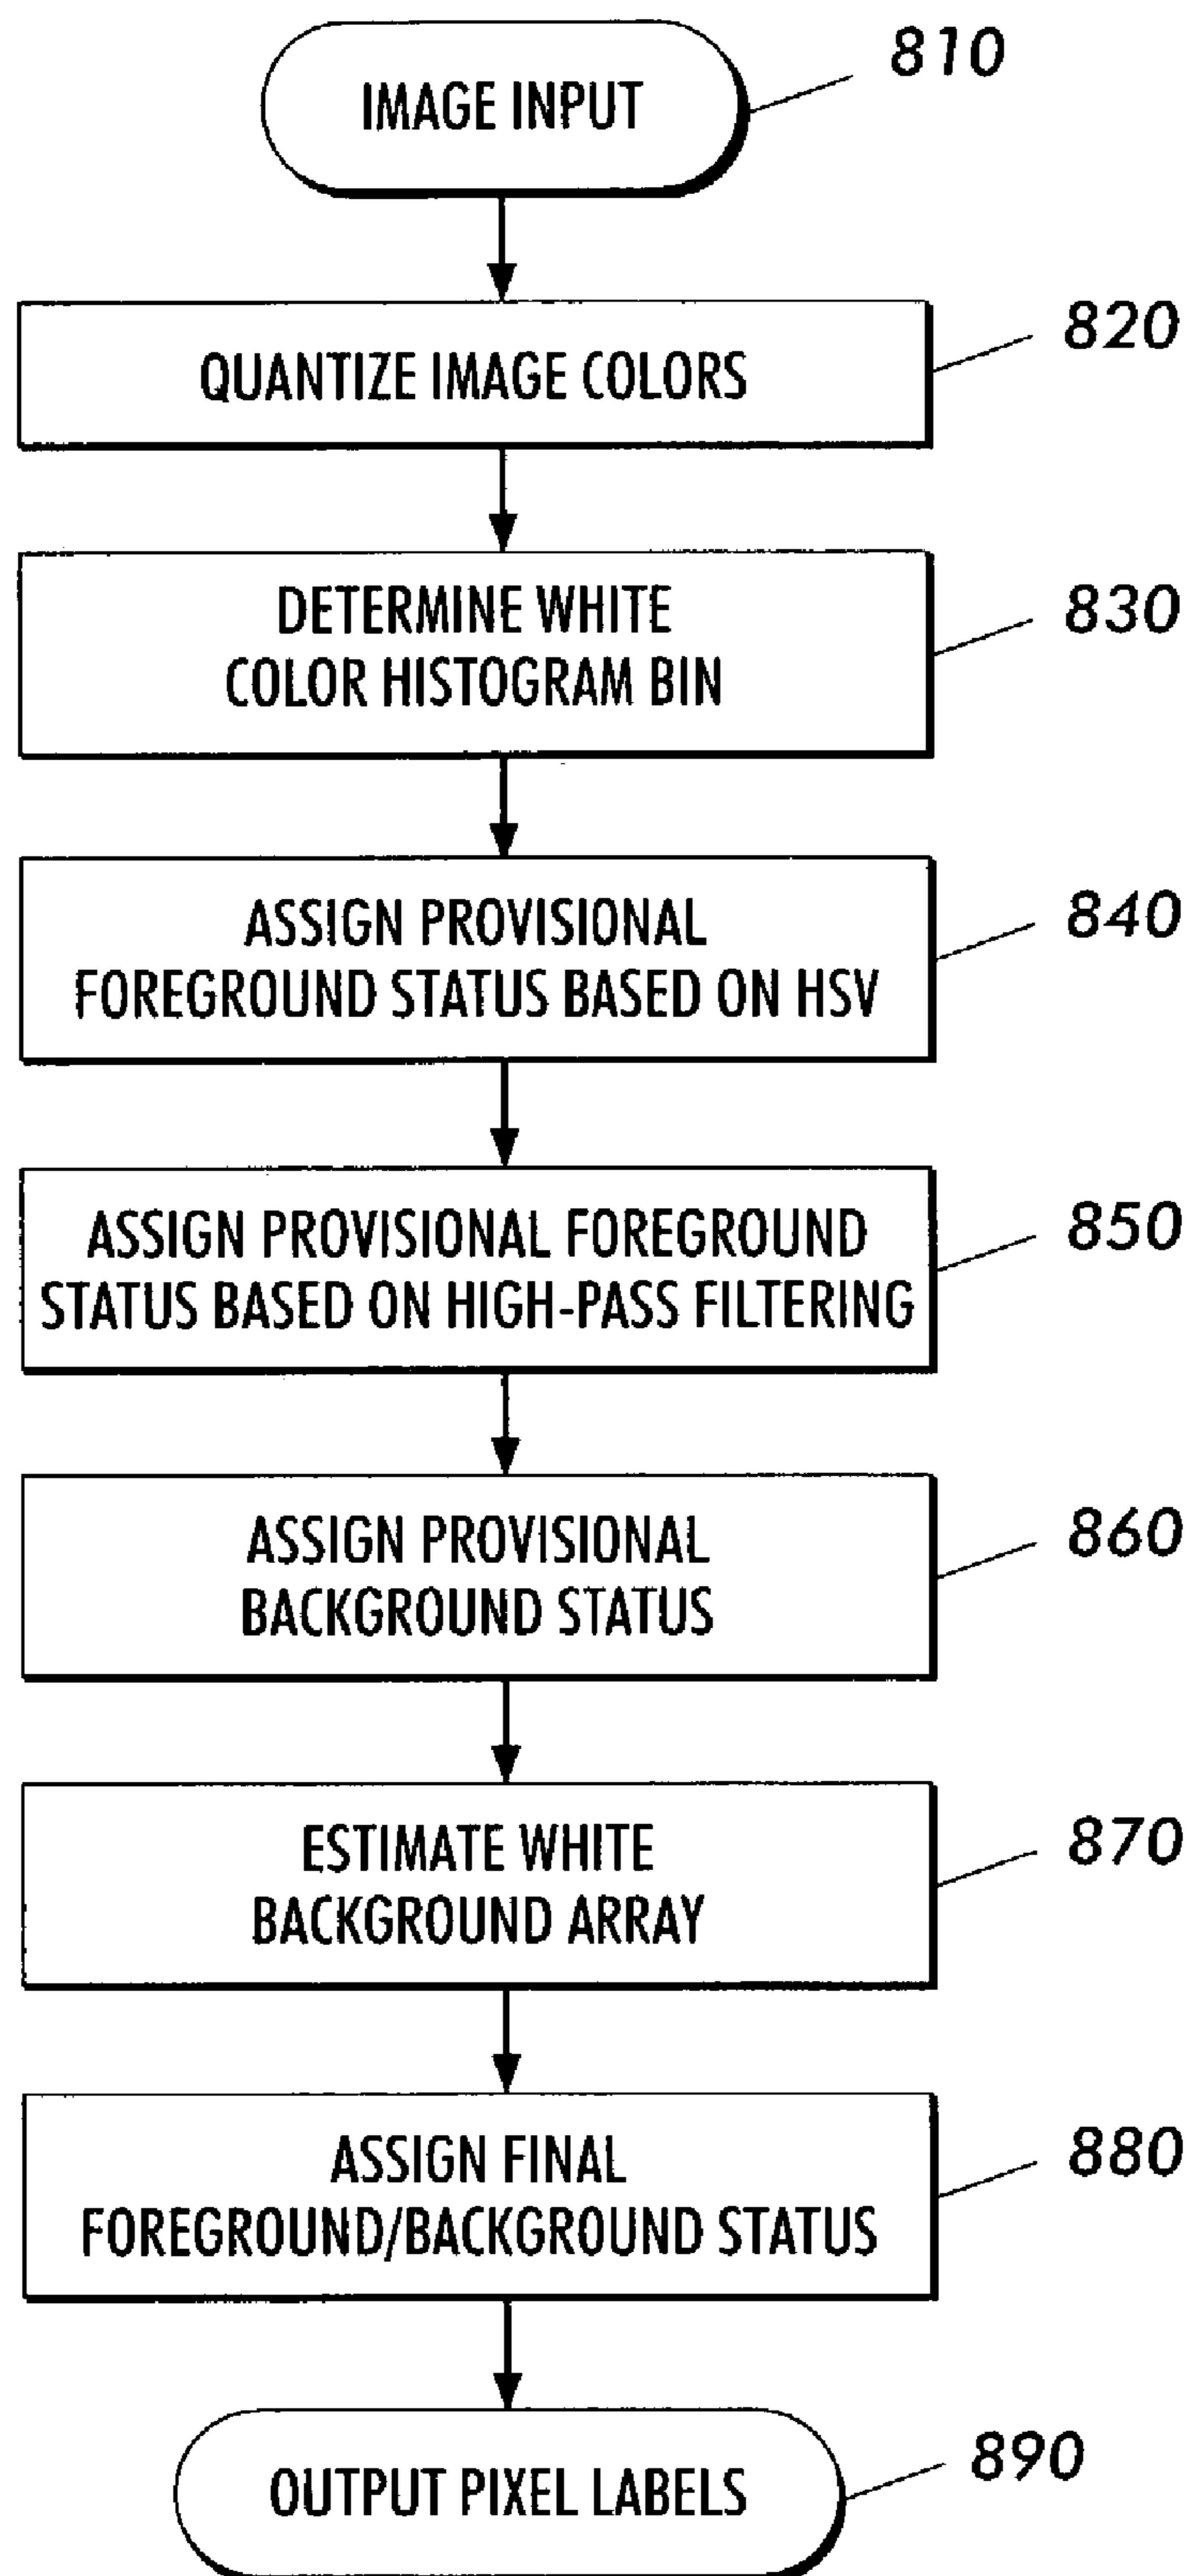 IMAGE INPUT
810
QUANTIZE IMAGE COLORS
820
DETERMINE WHITE
COLOR HISTOGRAM BIN
830
ASSIGN PROVISIONAL
FOREGROUND STATUS BASED ON HSV
840
ASSIGN PROVISIONAL FOREGROUND
STATUS BASED ON HIGH-PASS FILTERING
850
ASSIGN PROVISIONAL
BACKGROUND STATUS
860
ESTIMATE WHITE
BACKGROUND ARRAY
870
ASSIGN FINAL
FOREGROUND/BACKGROUND STATUS
880
OUTPUT PIXEL LABELS
890